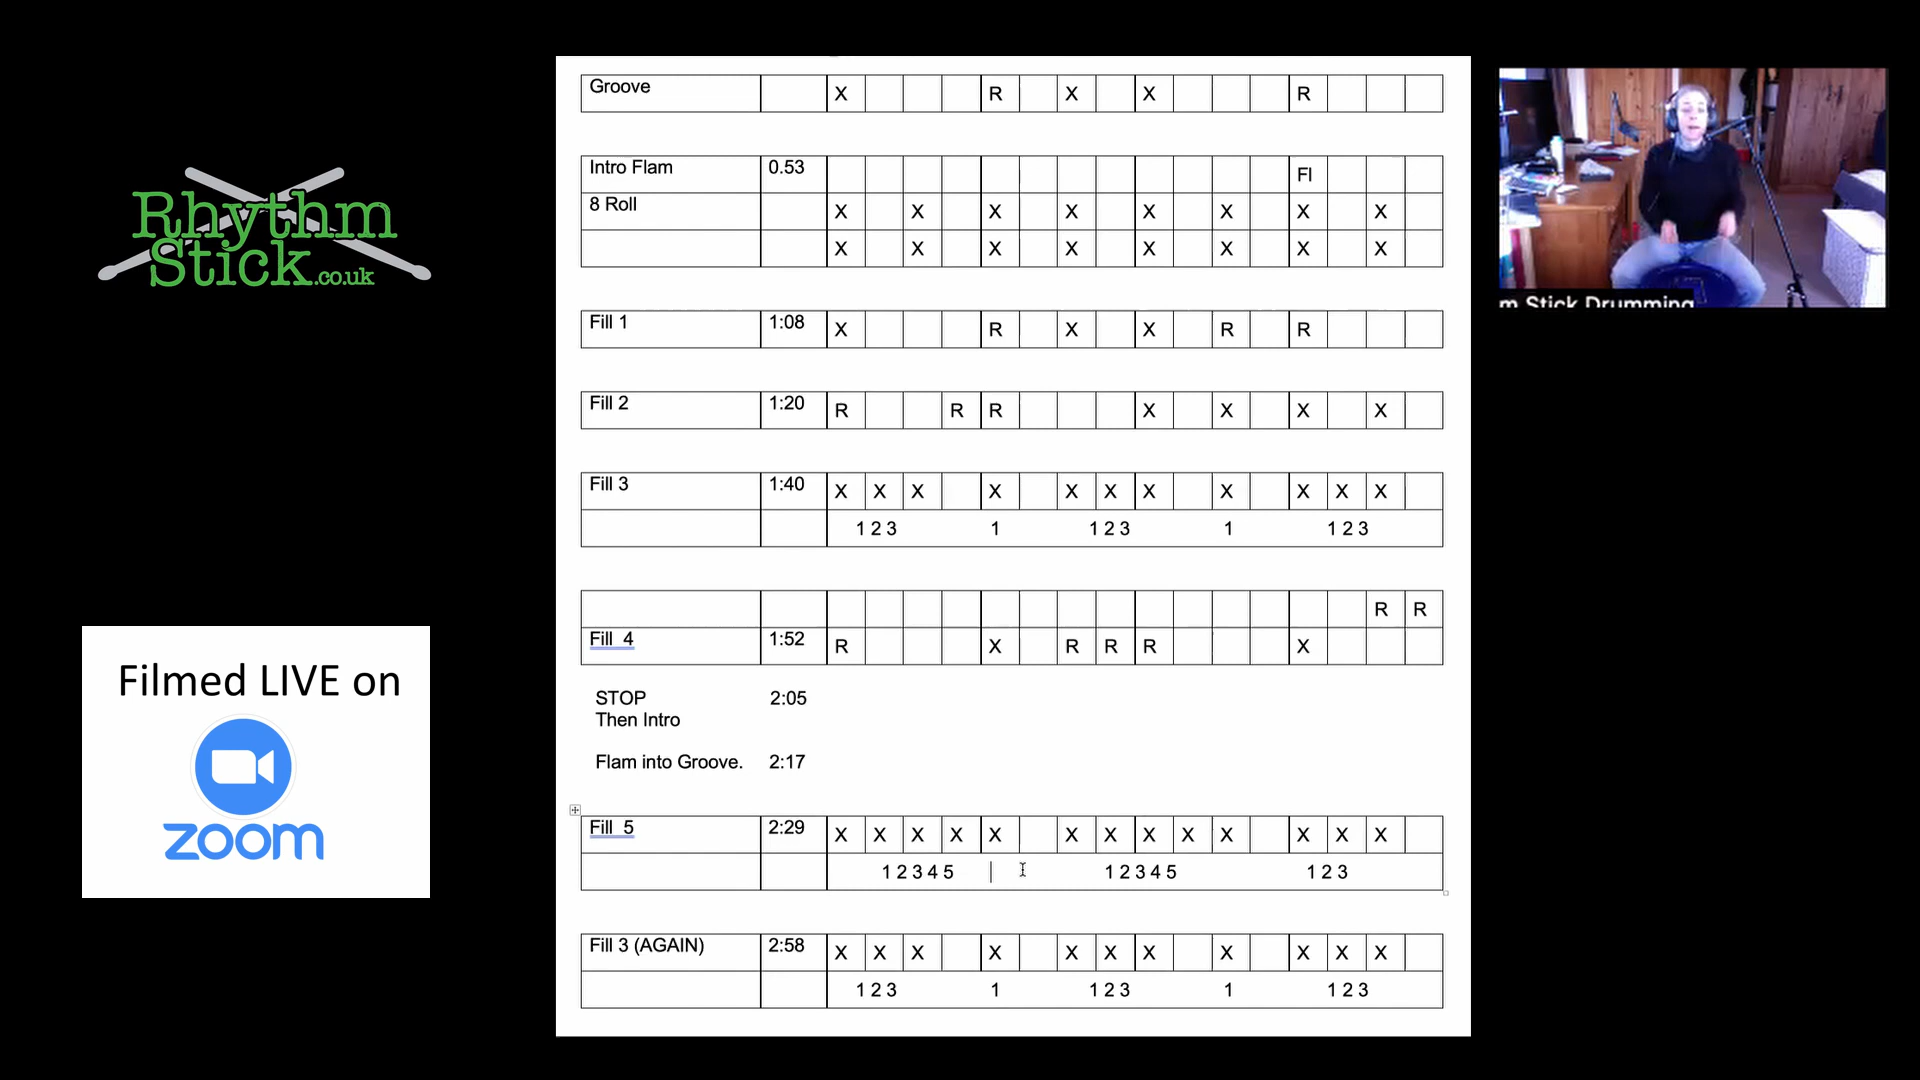 Groove X R X X R
Intro Flam 0.53 Fl
8 Roll X X X X X X X X
X X X X X X X X
Fill 1 1:08 X R X X R R
Fill 2 1:20 R R R X X X X
Fill 3 1:40 X X X X X X X X X X X
1 2 3 1 1 2 3 1 1 2 3
R R
Fill 4 1:52 R X R R R X
STOP 2:05
Then Intro
Flam into Groove. 2:17
Fill 5 2:29 X X X X X X X X X X X X X
1 2 3 4 5 1 2 3 4 5 1 2 3
Fill 3 (AGAIN) 2:58 X X X X X X X X X X X
1 2 3 1 1 2 3 1 1 2 3
Rhythm
Stick.co.uk
Filmed LIVE on
zoom
m Stick Drumming